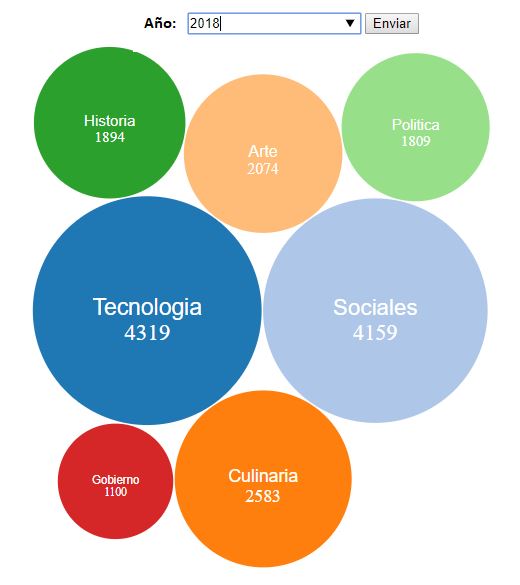 Año: 2018 Enviar
Historia
1894
Arte
2074
Politica
1809
Tecnologia
4319
Sociales
4159
Gobierno
1100
Culinaria
2583